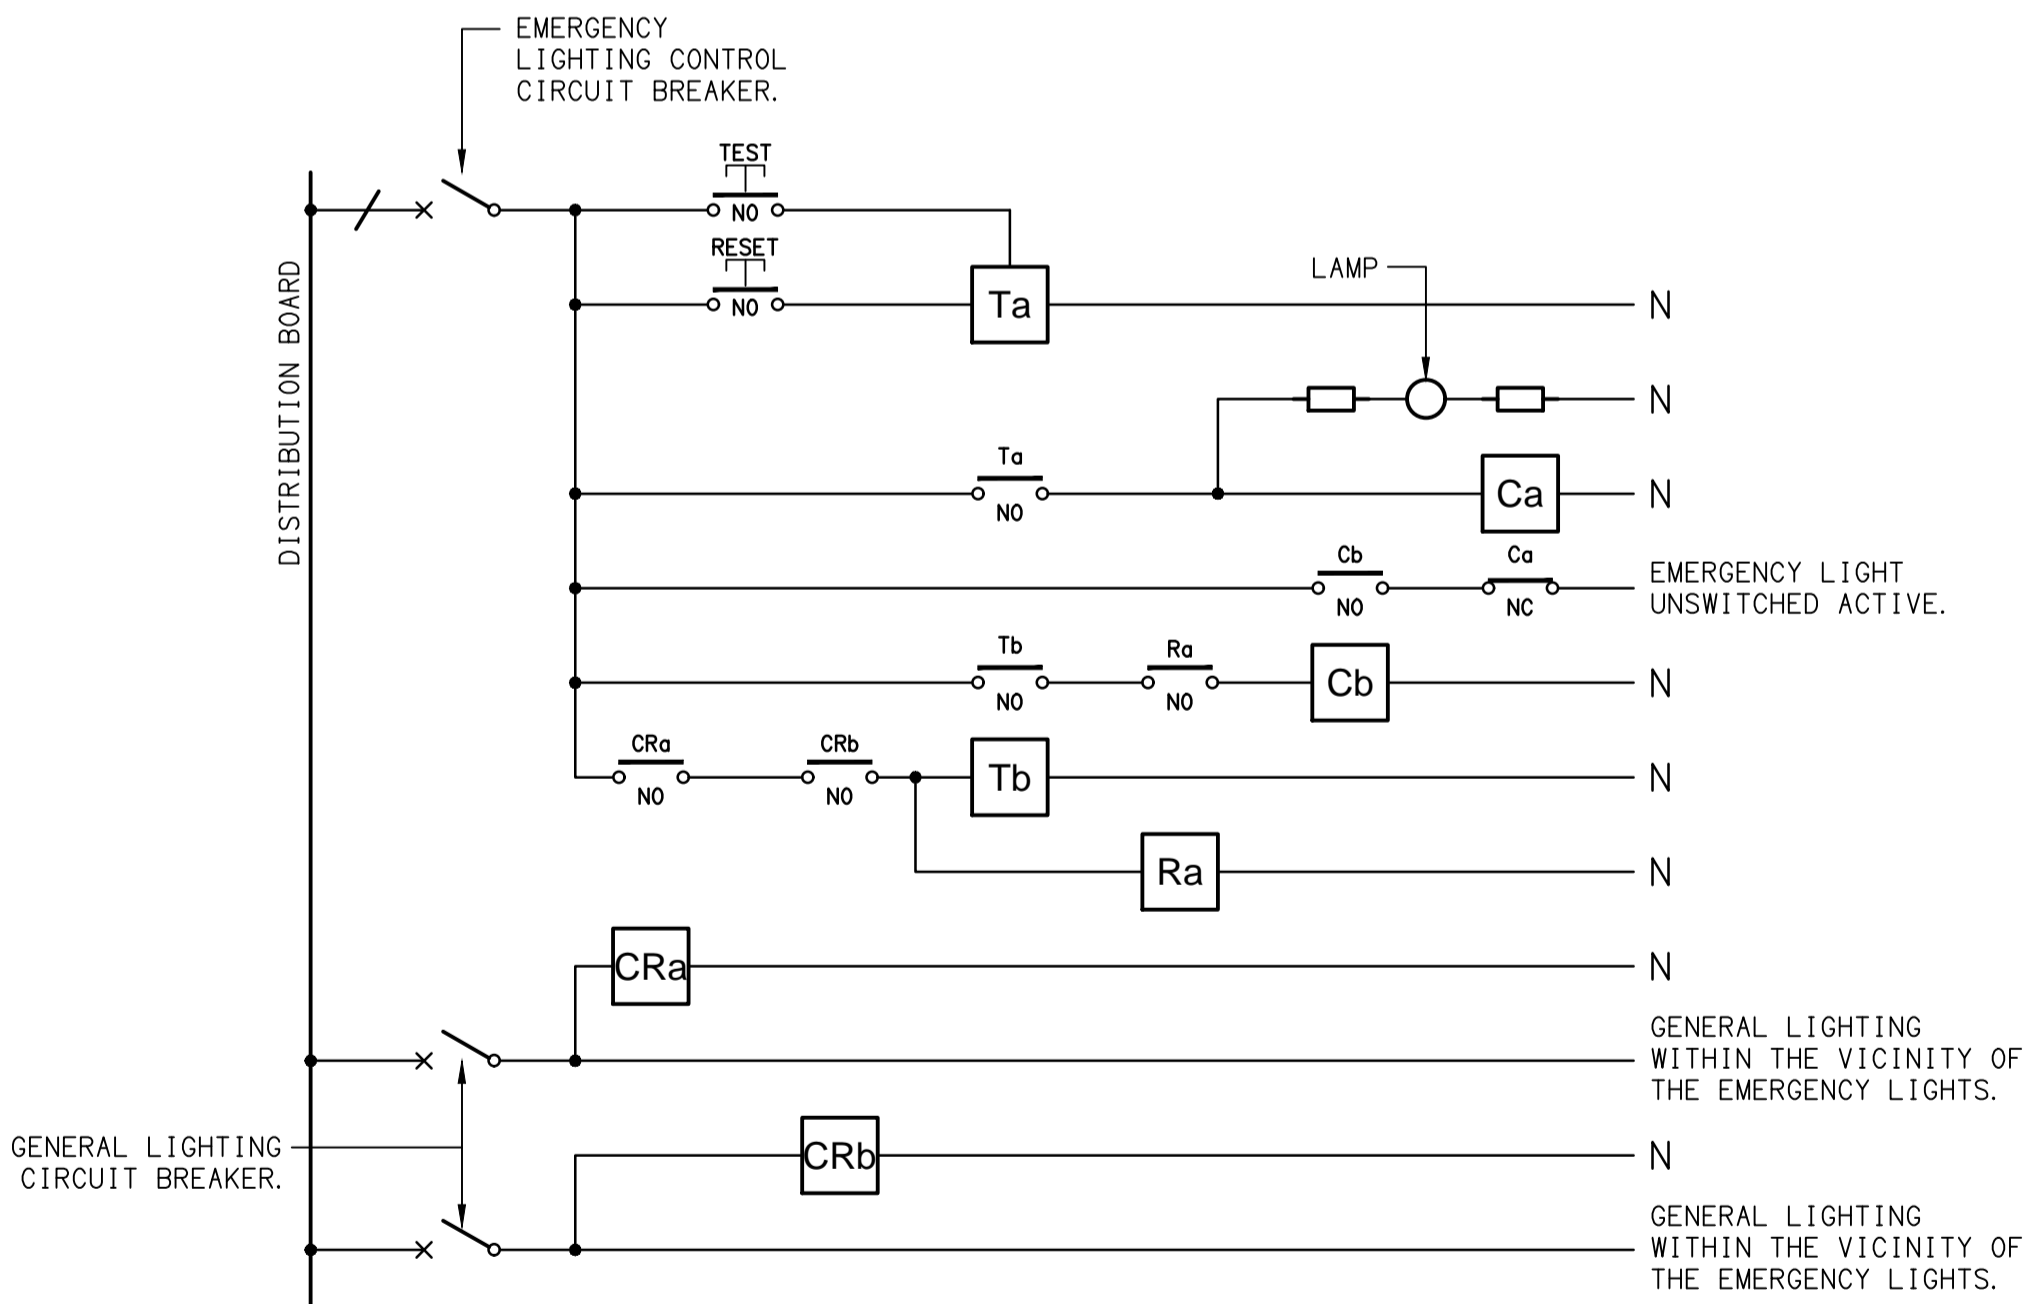 EMERGENCY
LIGHTING CONTROL
CIRCUIT BREAKER.
TEST
NO
RESET
NO
DISTRIBUTION BOARD
Ta
N
LAMP
N
Ta
NO
Ca
N
Cb
NO
Ca
NC
EMERGENCY LIGHT
UNSWITCHED ACTIVE.
Tb
NO
Ra
NO
Cb
N
CRa
NO
CRb
NO
Tb
N
Ra
N
CRa
N
GENERAL LIGHTING
WITHIN THE VICINITY OF
THE EMERGENCY LIGHTS.
GENERAL LIGHTING
CIRCUIT BREAKER.
CRb
N
GENERAL LIGHTING
WITHIN THE VICINITY OF
THE EMERGENCY LIGHTS.